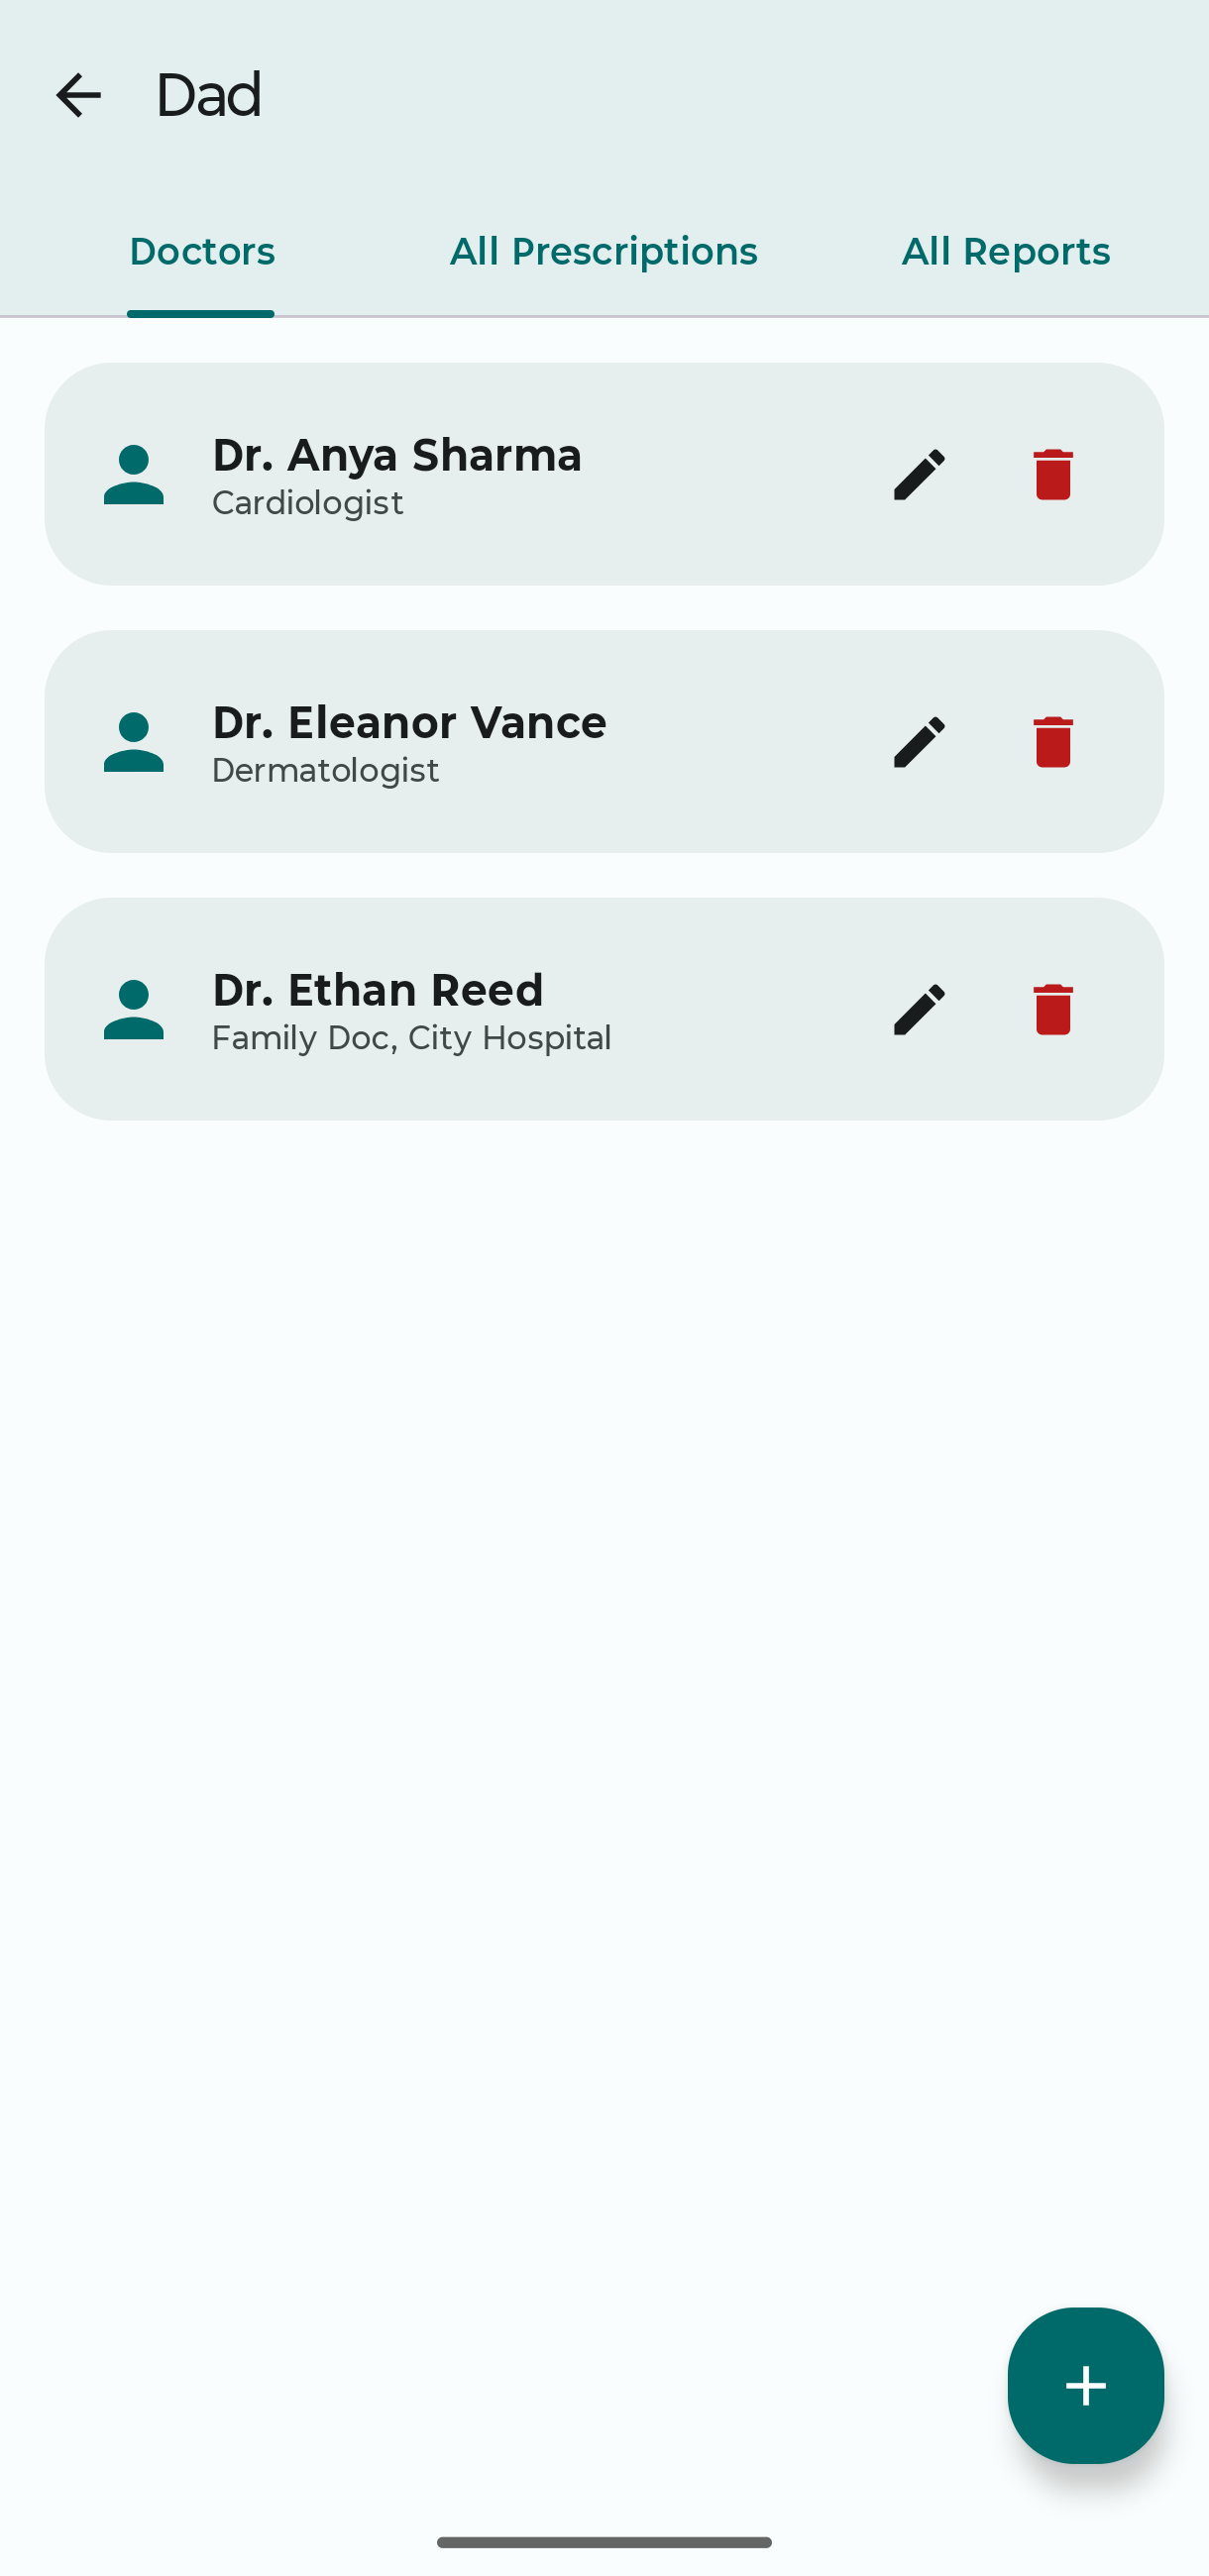 Dad
Doctors
All Prescriptions
All Reports
Dr. Anya Sharma
Cardiologist
Dr. Eleanor Vance
Dermatologist
Dr. Ethan Reed
Family Doc, City Hospital